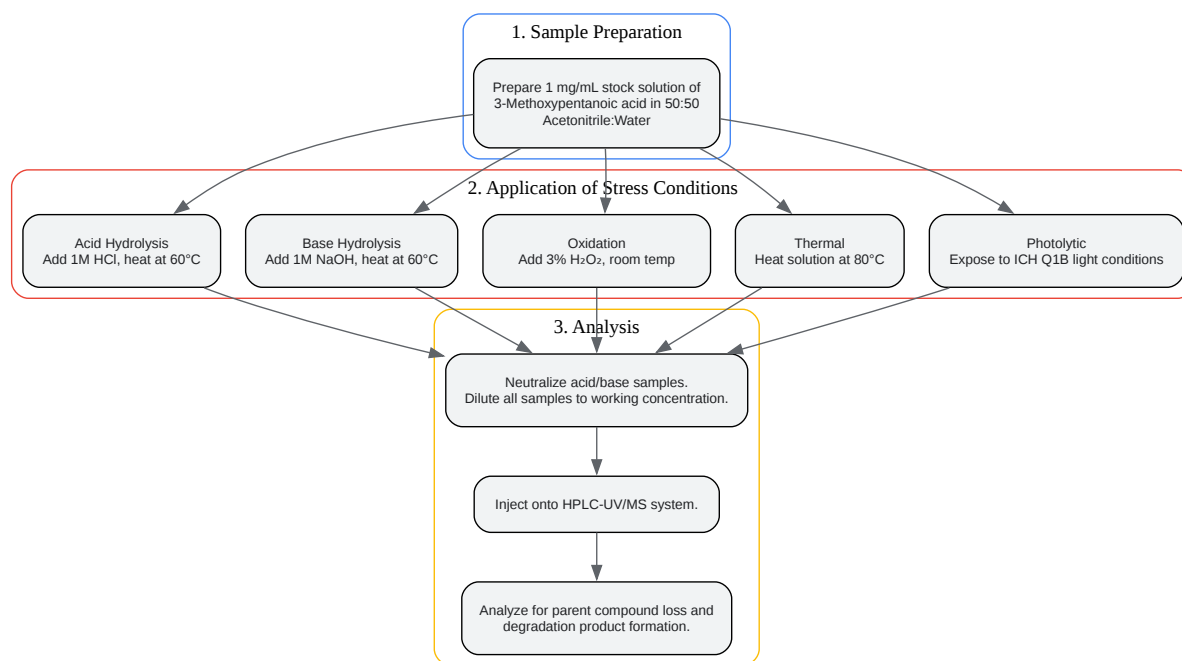 1. Sample Preparation
Prepare 1 mg/mL stock solution of
3-Methoxypentanoic acid in 50:50
Acetonitrile:Water
2. Application of Stress Conditions
Acid Hydrolysis
Add 1M HCl, heat at 60°C
Base Hydrolysis
Add 1M NaOH, heat at 60°C
Oxidation
Add 3% H₂O₂, room temp
Thermal
Heat solution at 80°C
Photolytic
Expose to ICH Q1B light conditions
3. Analysis
Neutralize acid/base samples.
Dilute all samples to working concentration.
Inject onto HPLC-UV/MS system.
Analyze for parent compound loss and
degradation product formation.